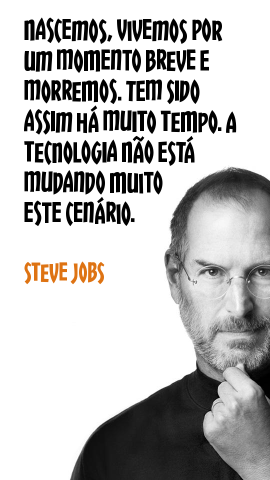 NASCEMOS, VIVEMOS POR
UM MOMENTO BREVE E
MORREMOS. TEM SIDO
ASSIM HÁ MUITO TEMPO. A
TECNOLOGIA NÃO ESTÁ
MUDANDO MUITO
ESTE CENÁRIO.
STEVE JOBS